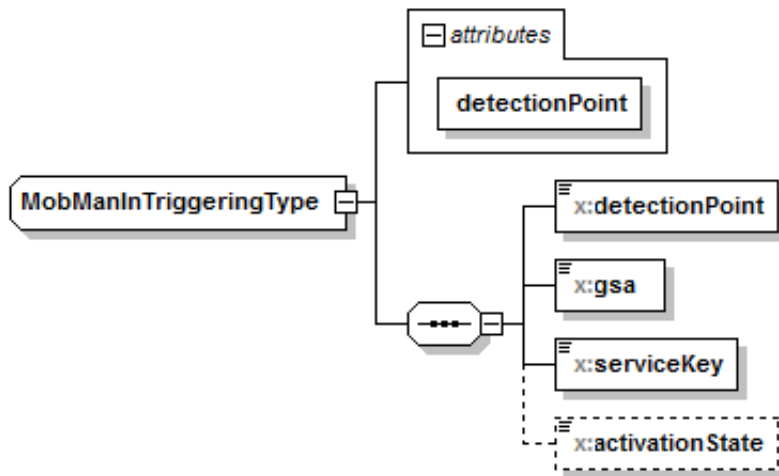 attributes
detectionPoint
MobManInTriggeringType
x:detectionPoint
x:gsa
x:serviceKey
x:activationState